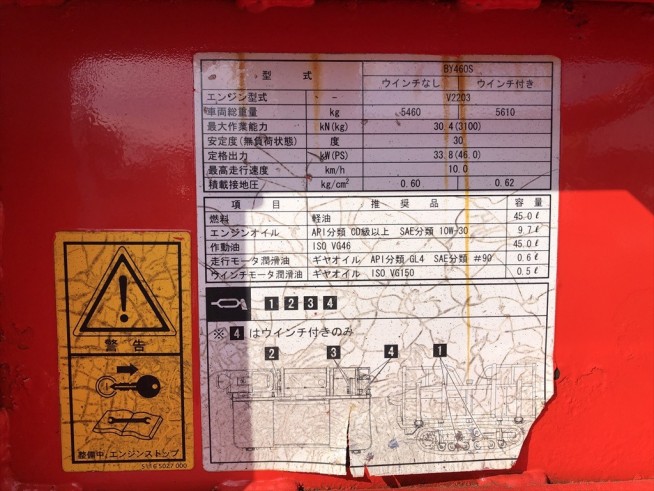 型 式 BY460S
ウインチなし ウインチ付き
エンジン型式 － V2203
車両総重量 kg 5460 5610
最大作業能力 kN(kg) 30.4(3100)
安定度(無負荷状態) 度 30
定格出力 kW(PS) 33.8(46.0)
最高走行速度 km/h 10.0
積載接地圧 kg/cm² 0.60 0.62
項 目 推 奨 品 容 量
燃料 軽油 45.0ℓ
エンジンオイル API分類 CD級以上 SAE分類 10W-30 9.7ℓ
作動油 ISO VG46 45.0ℓ
走行モータ潤滑油 ギヤオイル API分類 GL4 SAE分類 #90 0.6ℓ
ウインチモータ潤滑油 ギヤオイル ISO VG150 0.5ℓ
1 2 3 4
※ 4 はウインチ付きのみ
2 3 4 1
警告
整備中、エンジンストップ
5118 5027 000